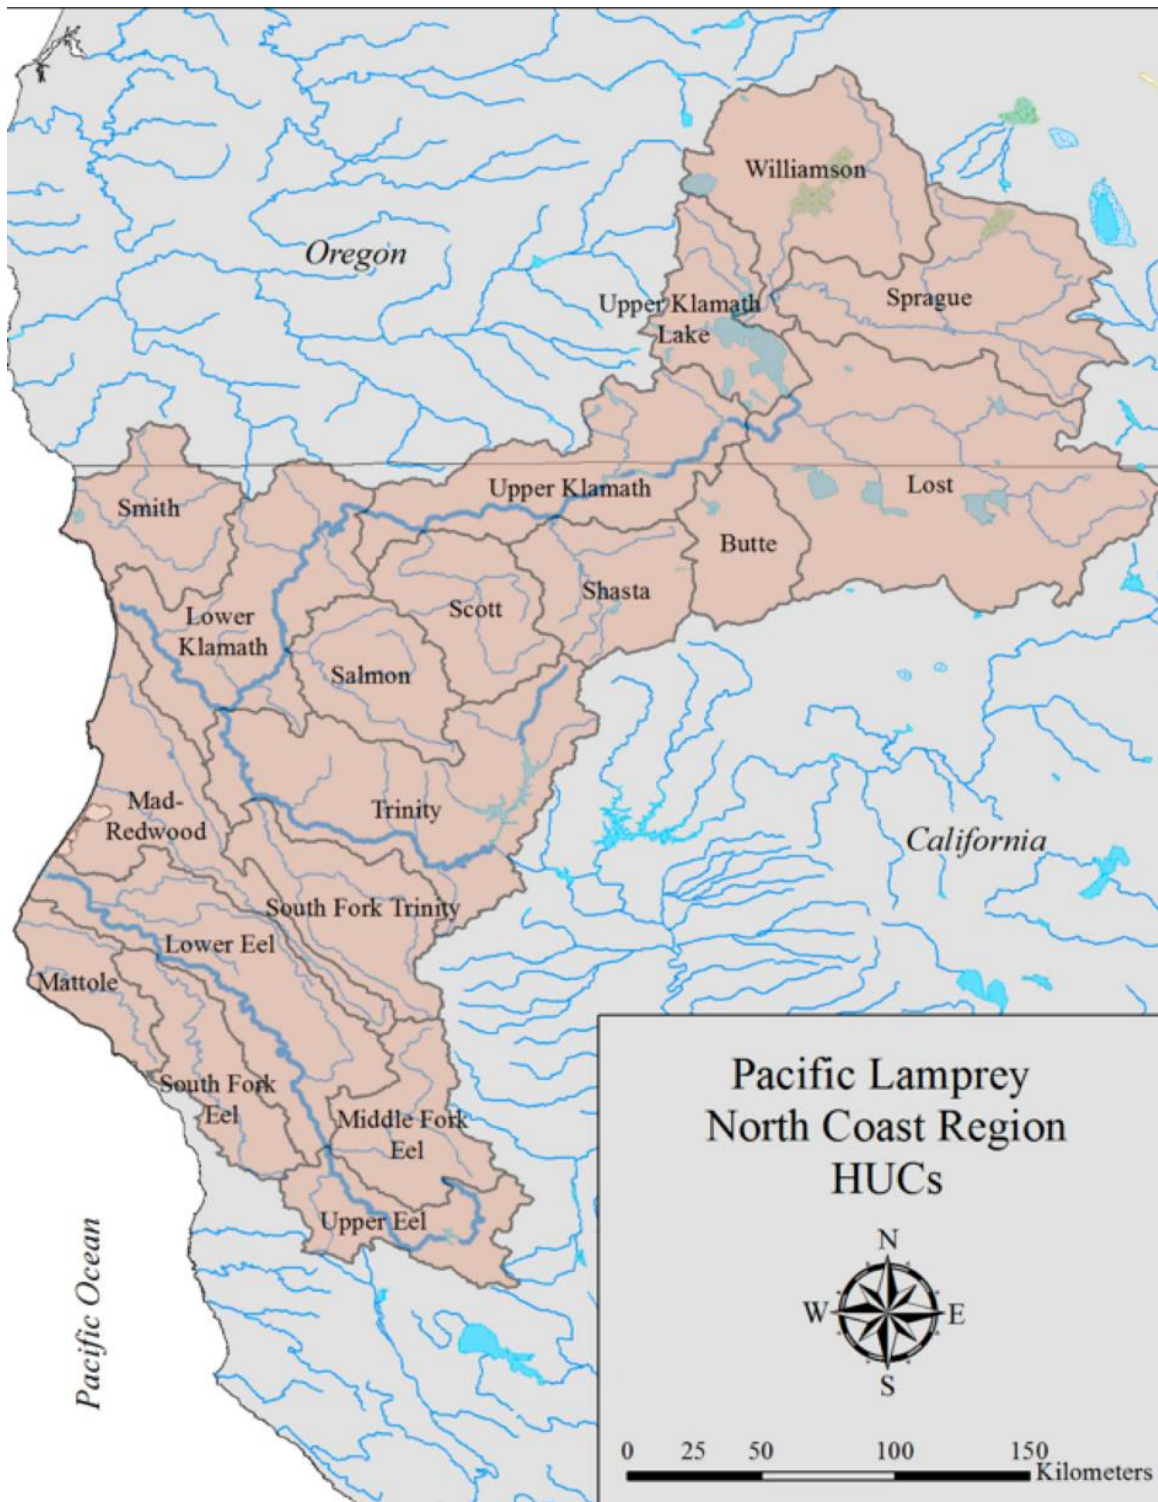 Williamson
Oregon
Sprague
Upper Klamath
Lake
Smith
Upper Klamath
Lost
Butte
Shasta
Scott
Lower
Klamath
Salmon
Mad-
Redwood
Trinity
California
South Fork Trinity
Lower Eel
Mattole
South Fork
Eel
Middle Fork
Eel
Upper Eel
Pacific Ocean
Pacific Lamprey
North Coast Region
HUCs
N
W E
S
0 25 50 100 150
Kilometers